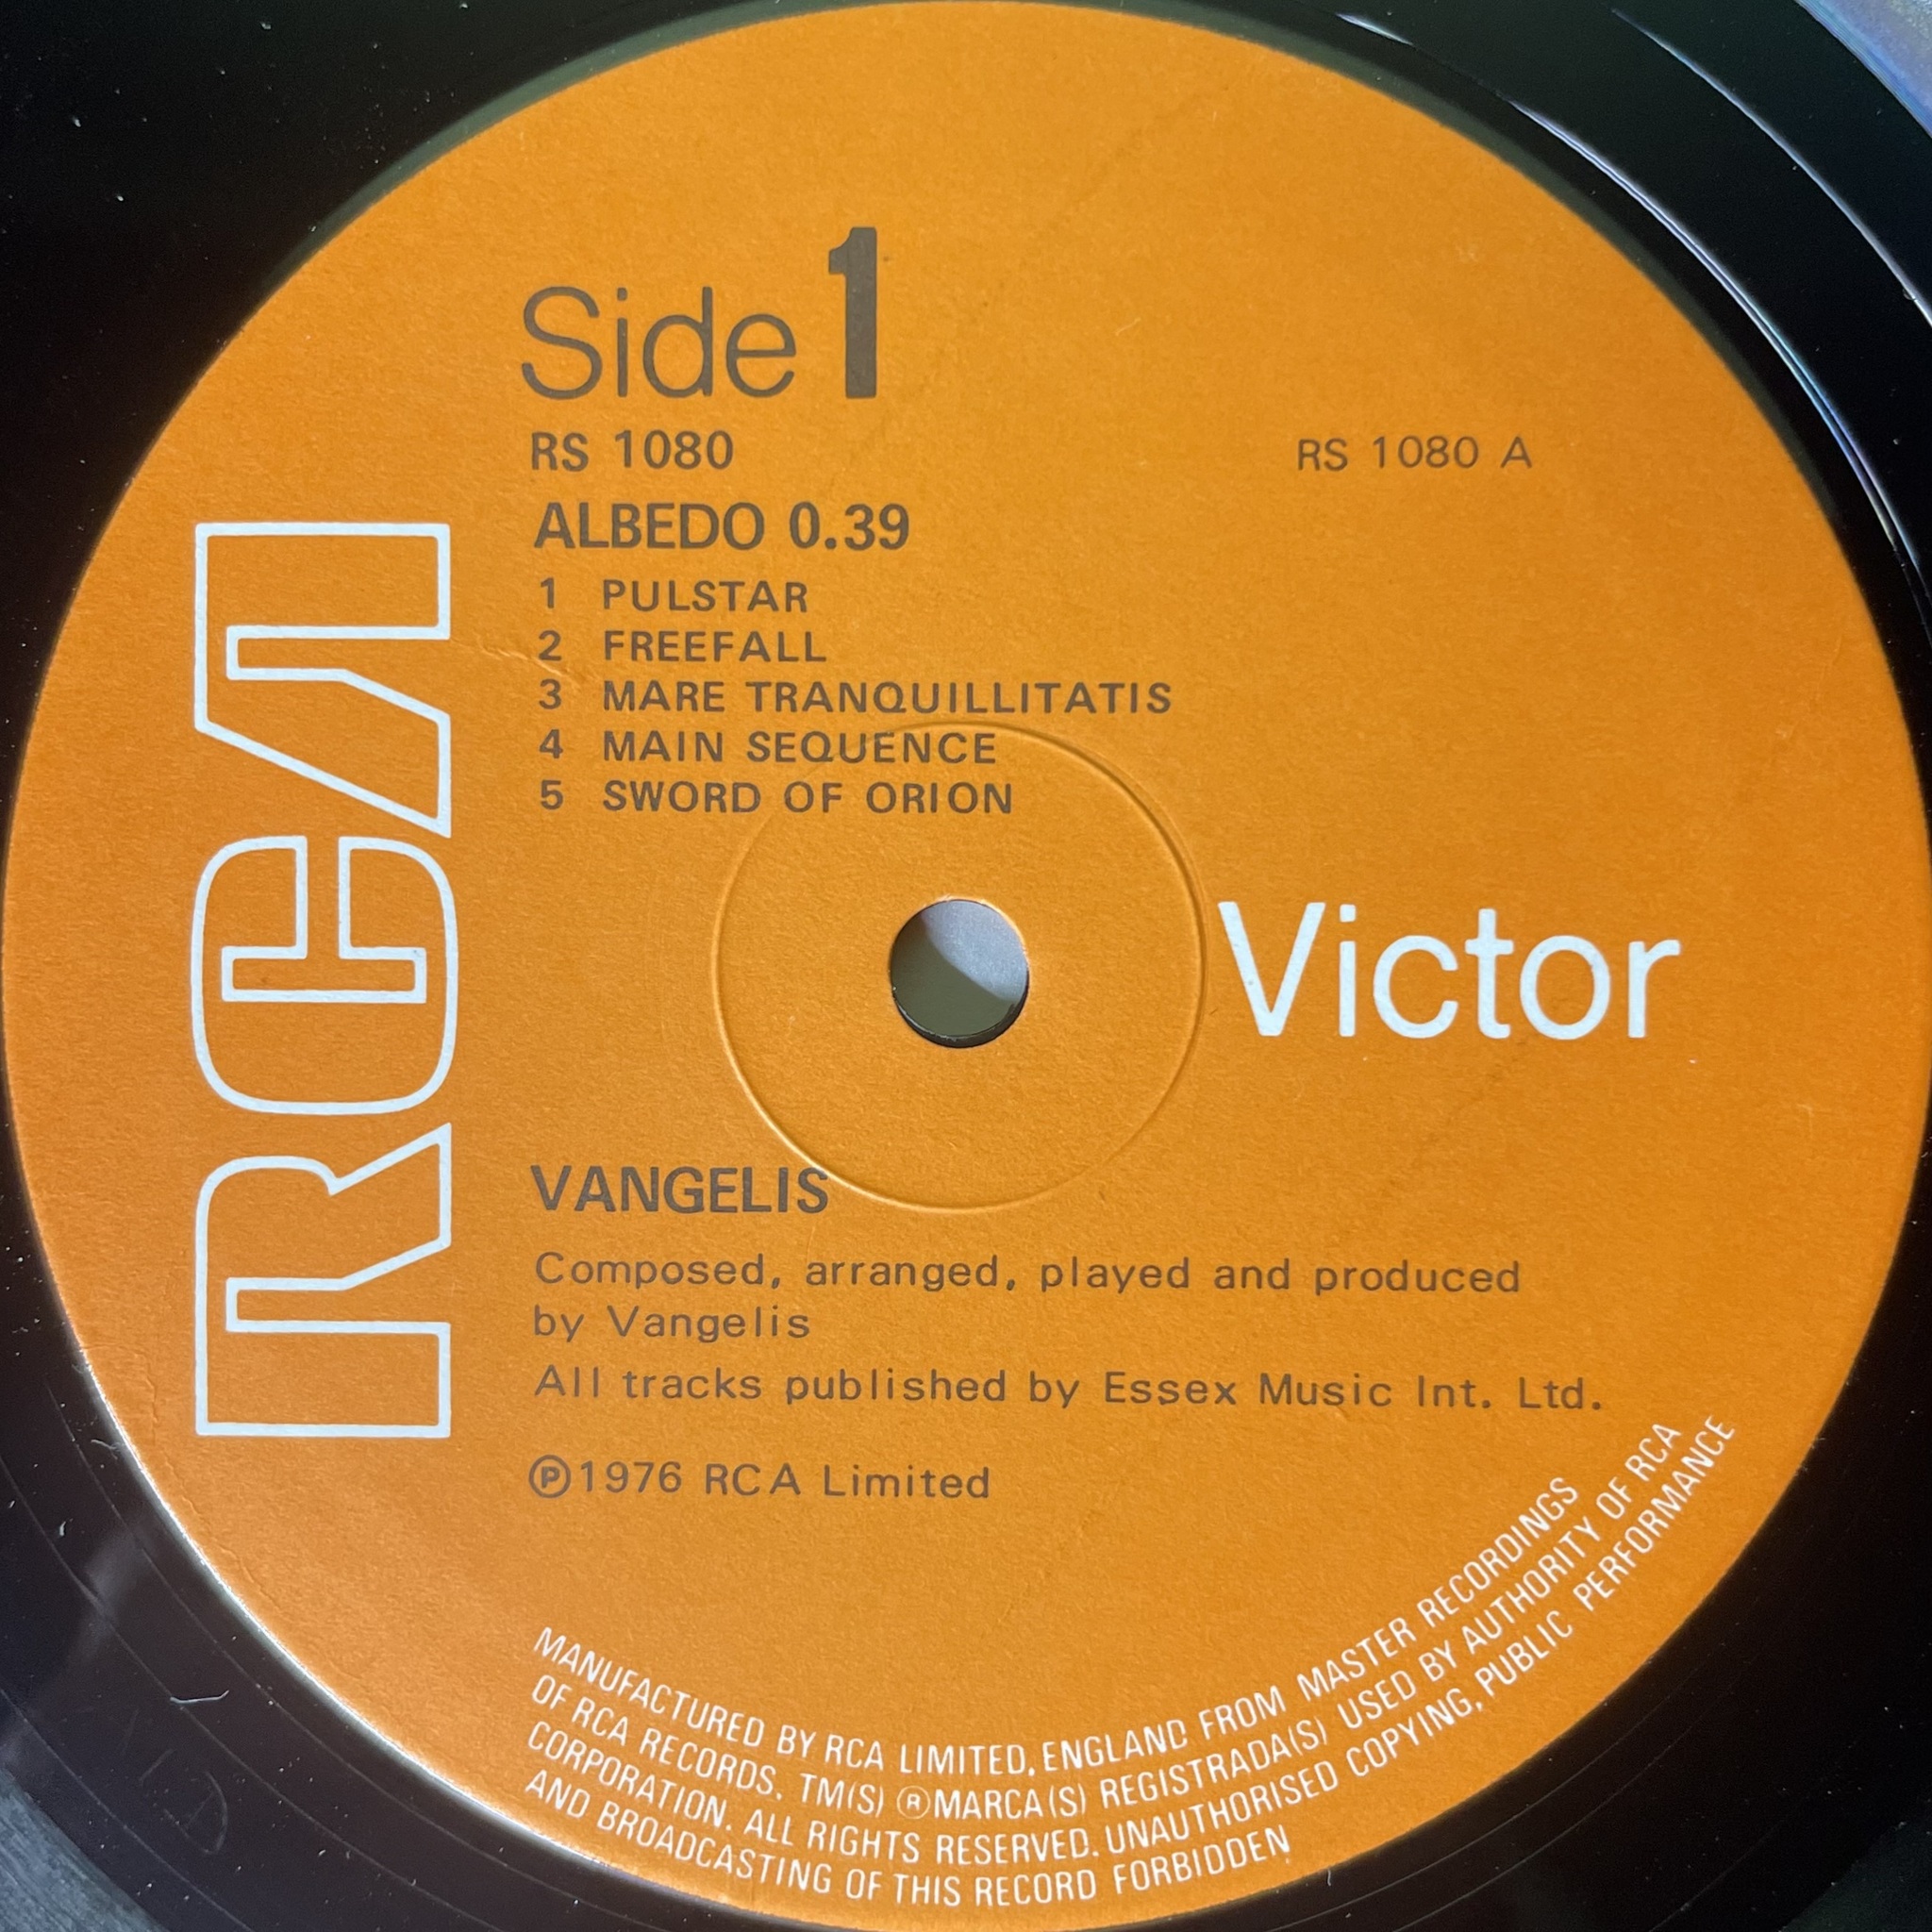 Side 1
RS 1080 RS 1080 A
ALBEDO 0.39
1 PULSTAR
2 FREEFALL
3 MARE TRANQUILLITATIS
4 MAIN SEQUENCE
5 SWORD OF ORION
RCA
Victor
VANGELIS
Composed, arranged, played and produced
by Vangelis
All tracks published by Essex Music Int. Ltd.
Ⓟ1976 RCA Limited
MANUFACTURED BY RCA LIMITED, ENGLAND FROM MASTER RECORDINGS
OF RCA RECORDS. TM(S) ® MARCA(S) REGISTRADA(S) USED BY AUTHORITY OF RCA
CORPORATION. ALL RIGHTS RESERVED. UNAUTHORISED COPYING, PUBLIC PERFORMANCE
AND BROADCASTING OF THIS RECORD FORBIDDEN